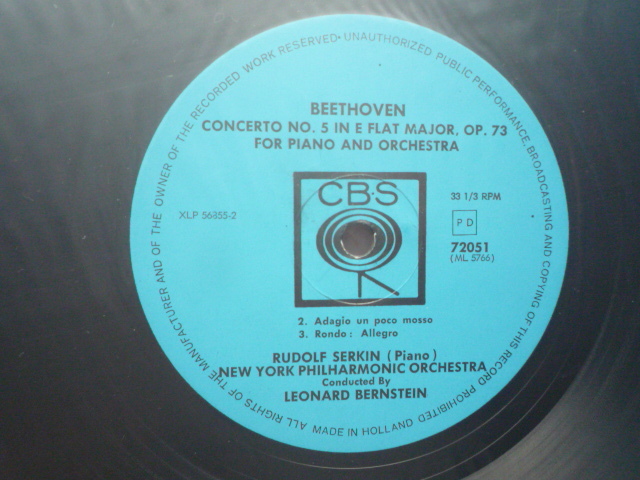 ALL RIGHTS OF THE MANUFACTURER AND OF THE OWNER OF THE RECORDED WORK RESERVED • UNAUTHORIZED PUBLIC PERFORMANCE, BROADCASTING AND COPYING OF THIS RECORD PROHIBITED
BEETHOVEN
CONCERTO NO. 5 IN E FLAT MAJOR, OP. 73
FOR PIANO AND ORCHESTRA
CBS
XLP 56855-2
33 1/3 RPM
PD
72051
(ML 5766)
2. Adagio un poco mosso
3. Rondo: Allegro
RUDOLF SERKIN (Piano)
NEW YORK PHILHARMONIC ORCHESTRA
Conducted By
LEONARD BERNSTEIN
MADE IN HOLLAND